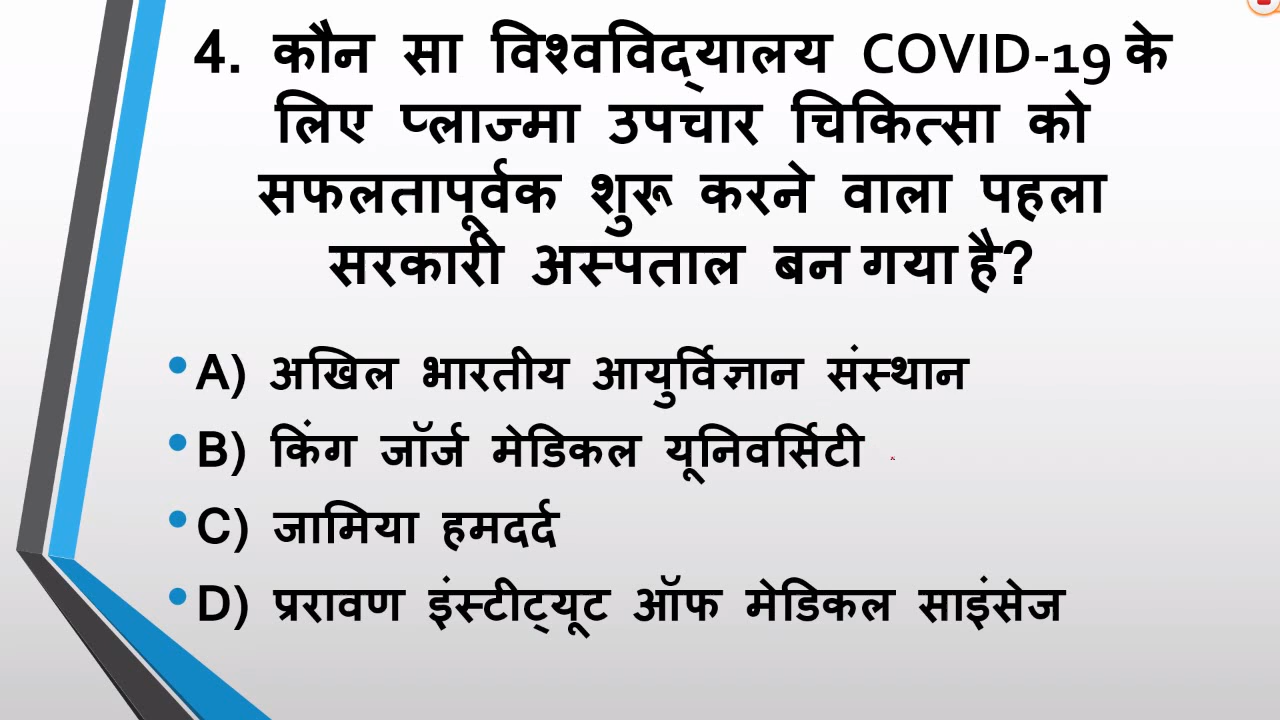 4. कौन सा विश्वविद्यालय COVID-19 के
लिए प्लाज्मा उपचार चिकित्सा को
सफलतापूर्वक शुरू करने वाला पहला
सरकारी अस्पताल बन गया है?
• A) अखिल भारतीय आयुर्विज्ञान संस्थान
• B) किंग जॉर्ज मेडिकल यूनिवर्सिटी
• C) जामिया हमदर्द
• D) प्ररावण इंस्टीट्यूट ऑफ मेडिकल साइंसेज